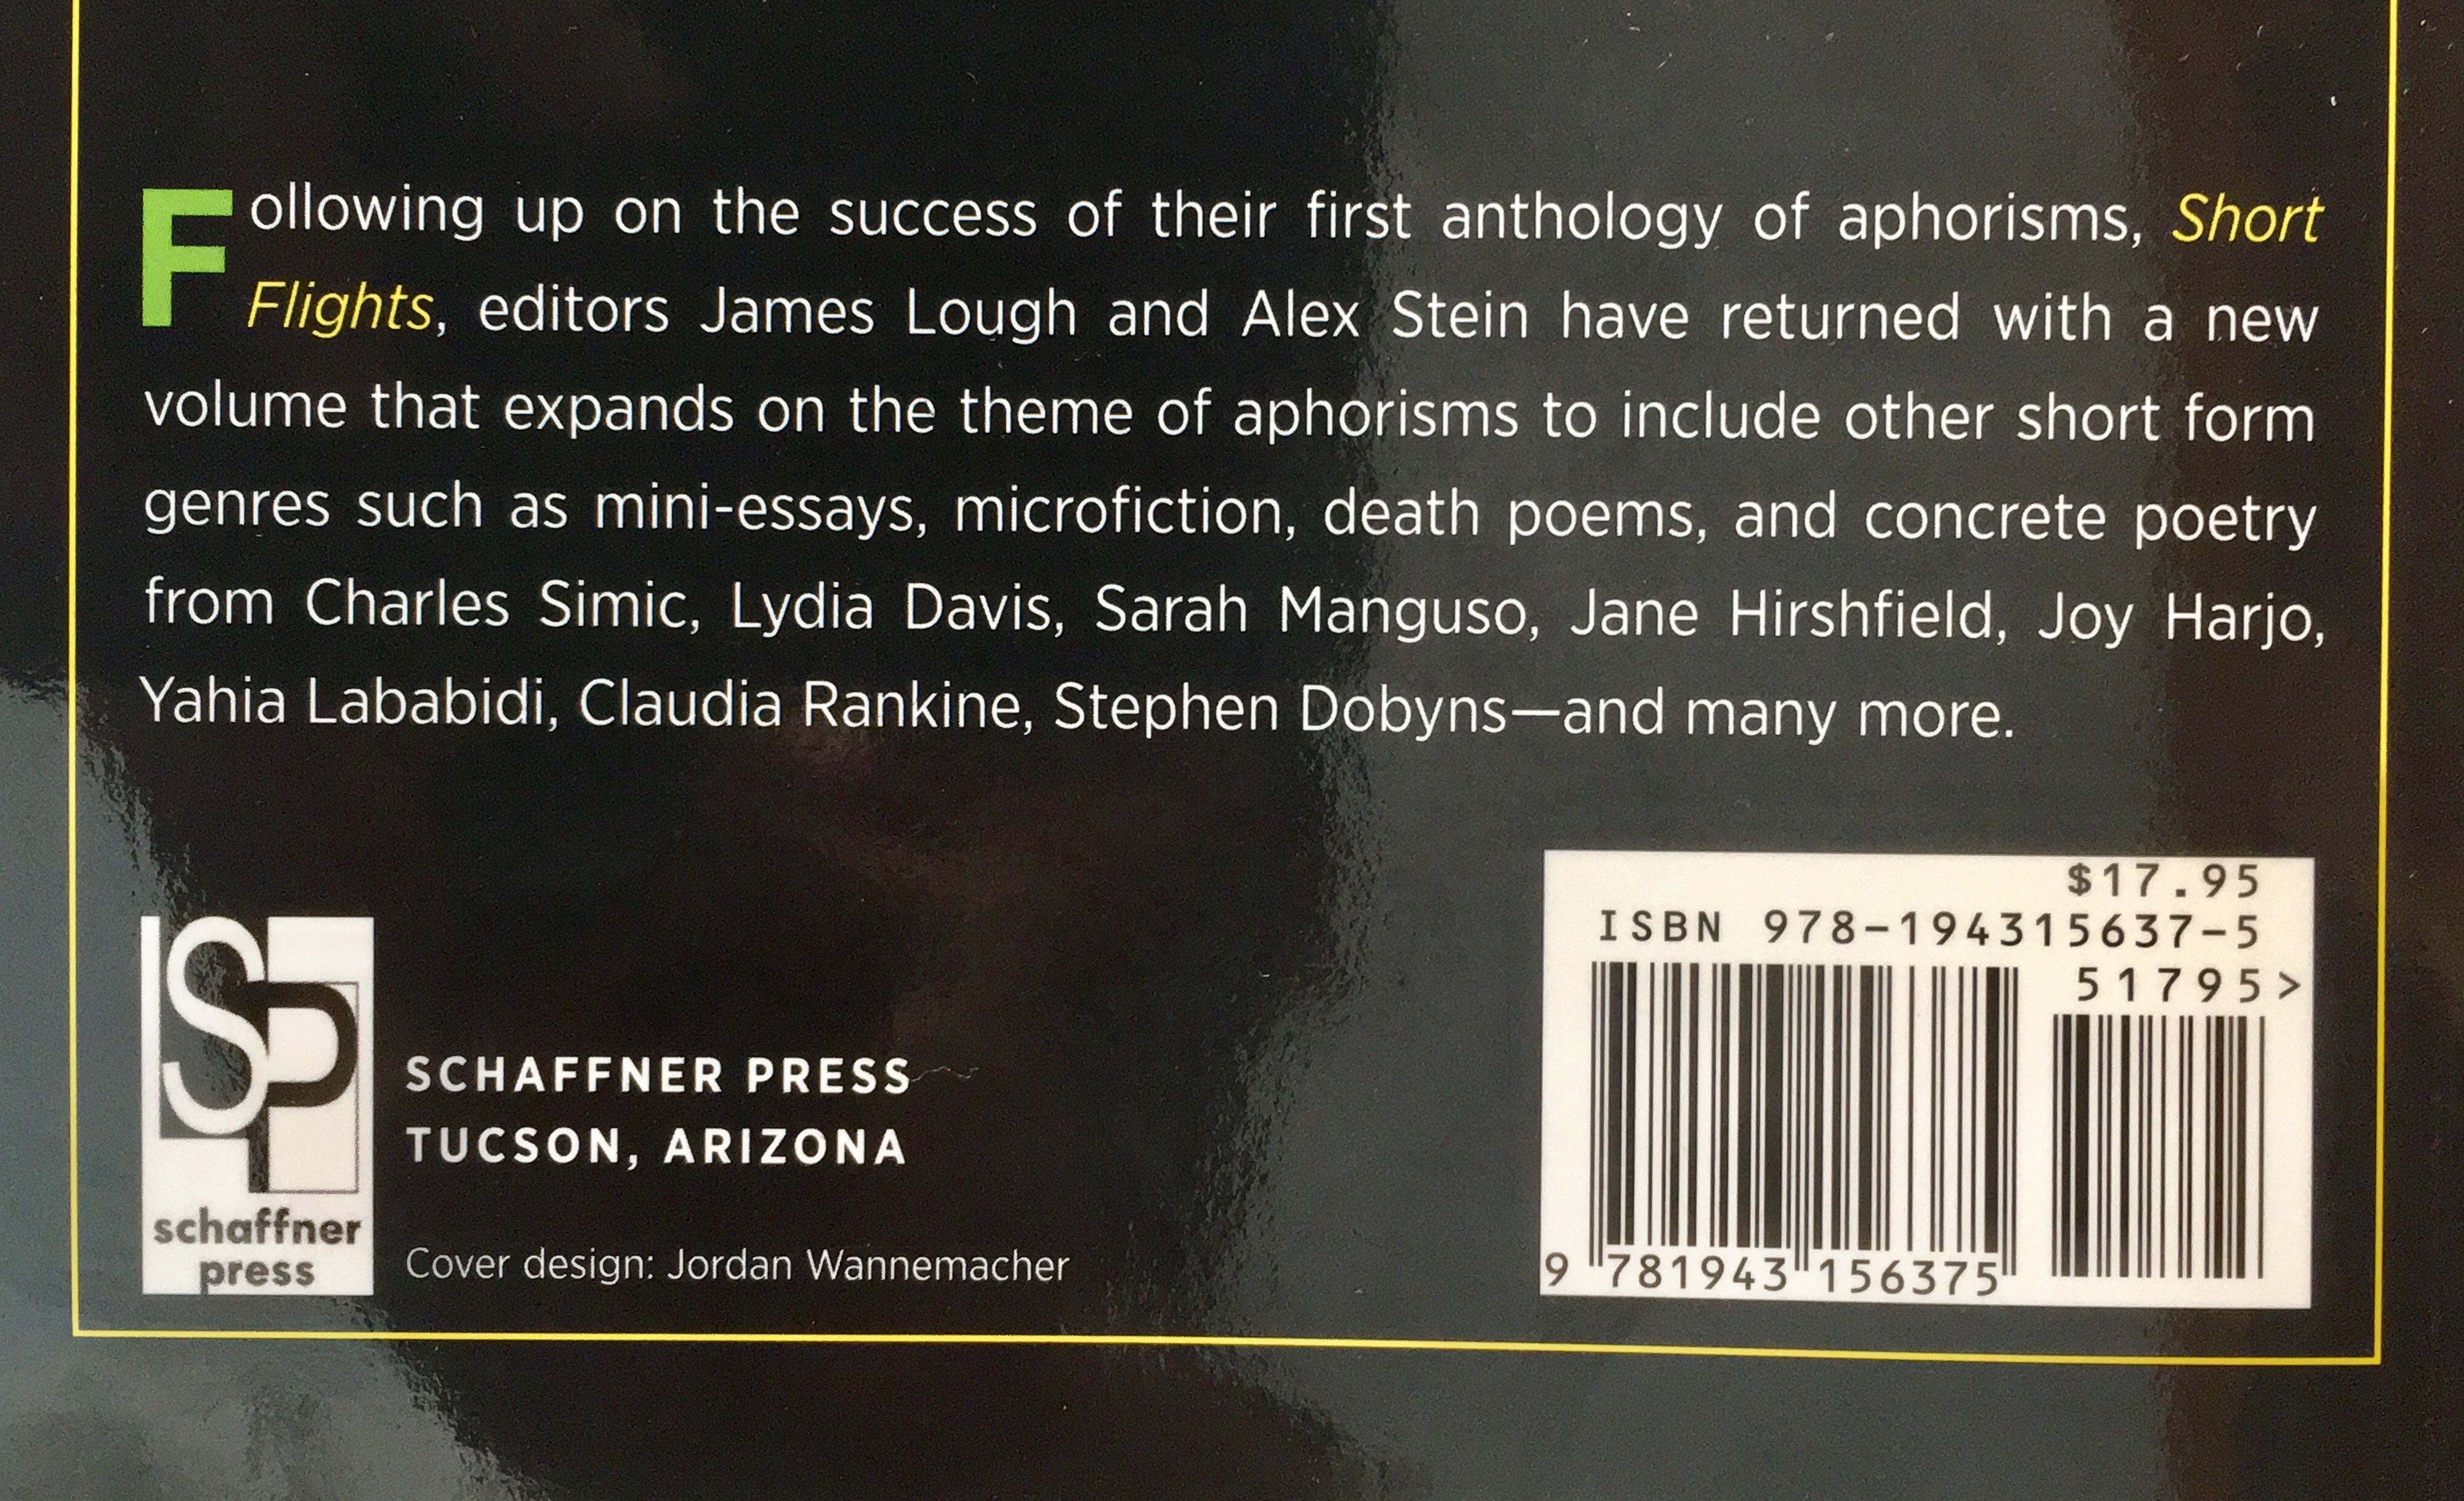 Following up on the success of their first anthology of aphorisms, Short
Flights, editors James Lough and Alex Stein have returned with a new
volume that expands on the theme of aphorisms to include other short form
genres such as mini-essays, microfiction, death poems, and concrete poetry
from Charles Simic, Lydia Davis, Sarah Manguso, Jane Hirshfield, Joy Harjo,
Yahia Lababidi, Claudia Rankine, Stephen Dobyns—and many more.
SP
schaffner
press
SCHAFFNER PRESS
TUCSON, ARIZONA
Cover design: Jordan Wannemacher
$17.95
ISBN 978-194315637-5
51795>
9 781943 156375